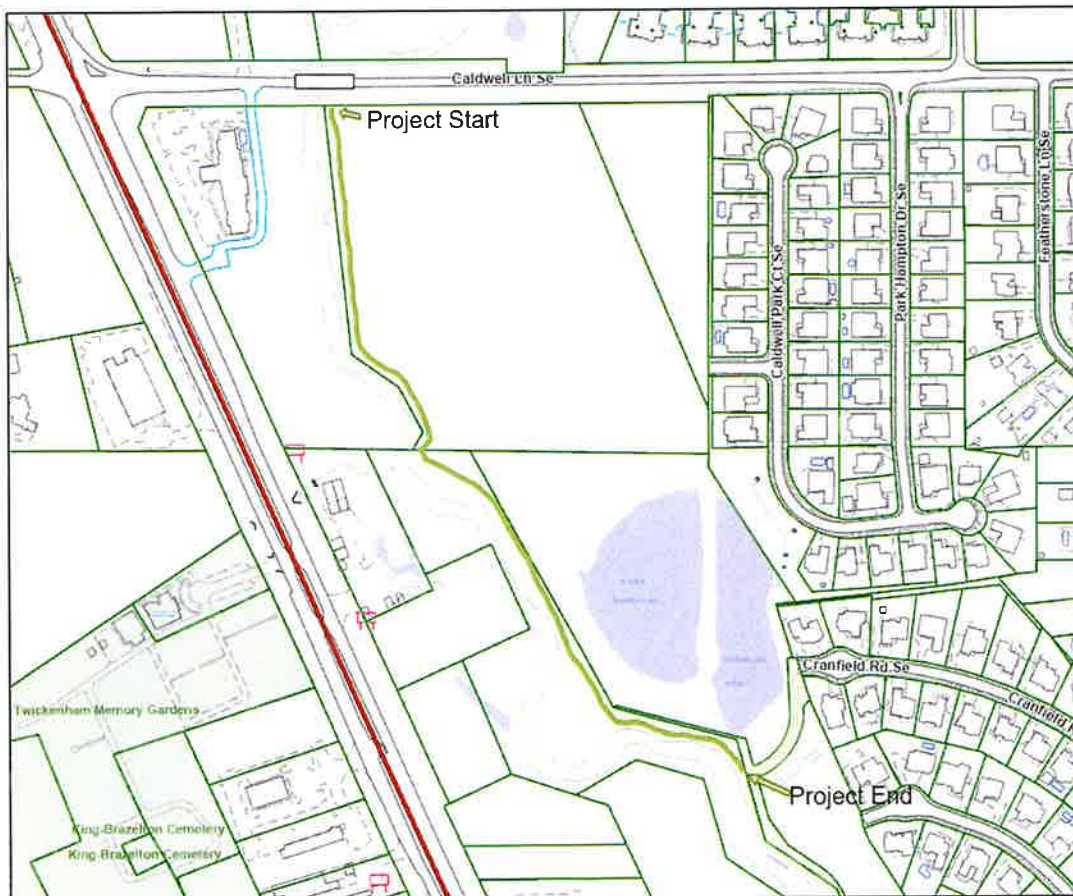 Caldwell Ln Se
Project Start
Caldwell Park Ct Se
Park Hampton Dr Se
Featherstone Ln Se
Cranfield Rd Se
Cranfield
Twickenham Memory Gardens
Project End
King-Brazelton Cemetery
King-Brazelton Cemetery